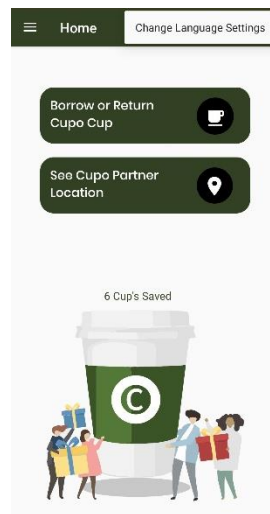 Home
Change Language Settings
Borrow or Return
Cupo Cup
See Cupo Partner
Location
6 Cup's Saved
C